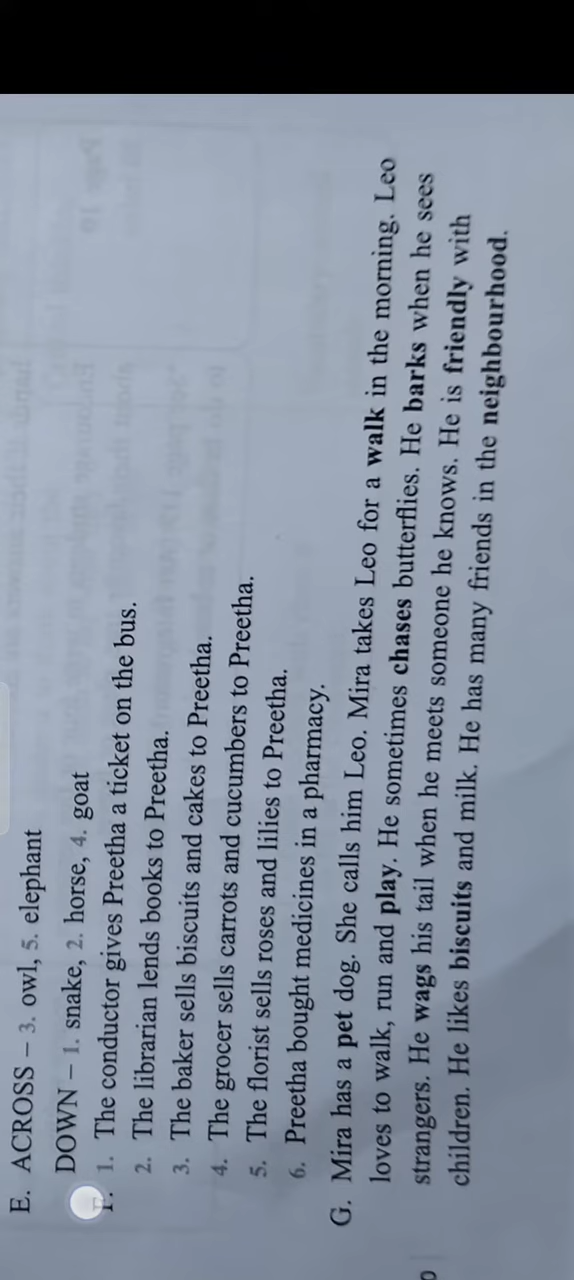 E. ACROSS – 3. owl, 5. elephant
DOWN – 1. snake, 2. horse, 4. goat
F. 1. The conductor gives Preetha a ticket on the bus.
2. The librarian lends books to Preetha.
3. The baker sells biscuits and cakes to Preetha.
4. The grocer sells carrots and cucumbers to Preetha.
5. The florist sells roses and lilies to Preetha.
6. Preetha bought medicines in a pharmacy.
G. Mira has a pet dog. She calls him Leo. Mira takes Leo for a walk in the morning. Leo
loves to walk, run and play. He sometimes chases butterflies. He barks when he sees
strangers. He wags his tail when he meets someone he knows. He is friendly with
children. He likes biscuits and milk. He has many friends in the neighbourhood.